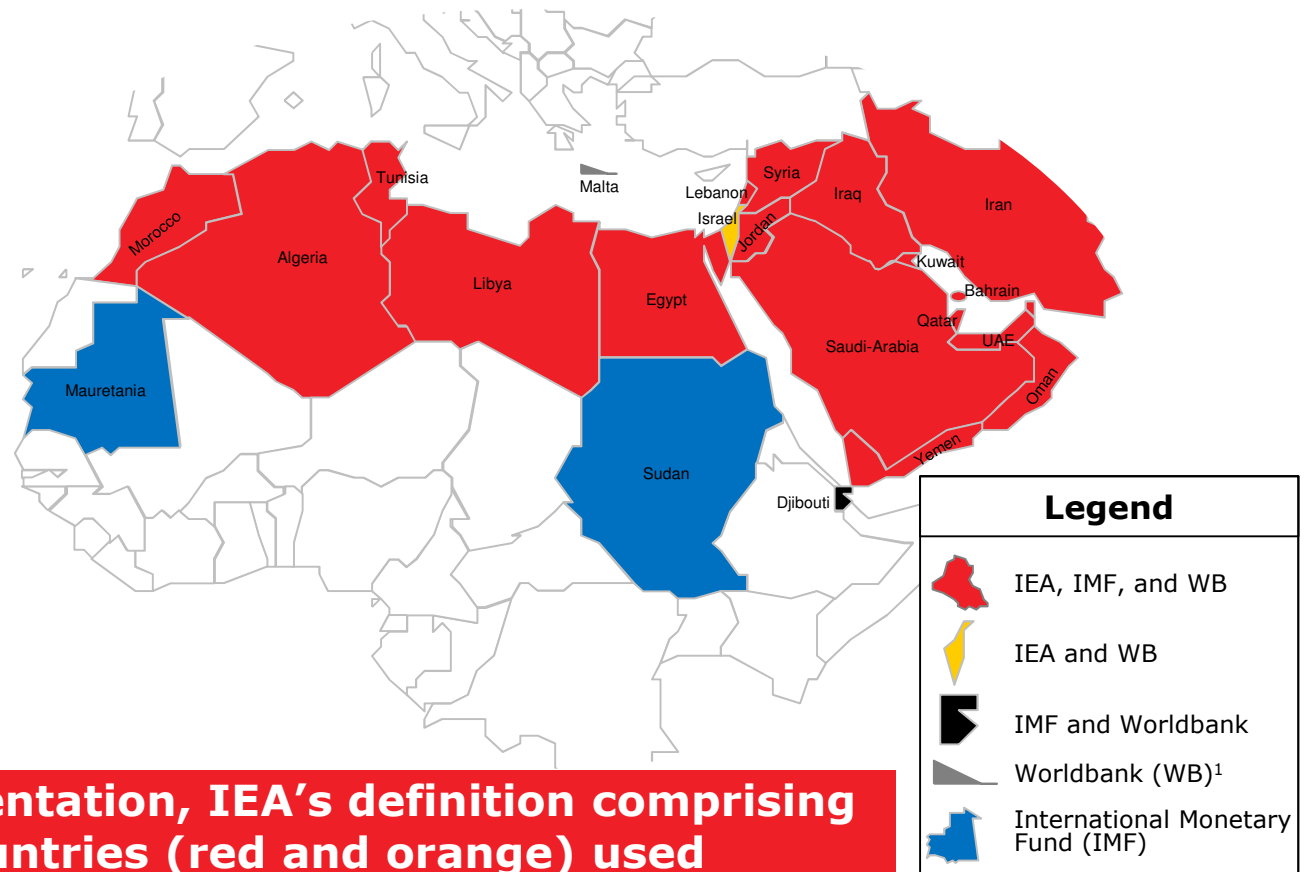 Tunisia
Malta
Lebanon
Syria
Iraq
Iran
Israel
Jordan
Morocco
Algeria
Libya
Egypt
Kuwait
Bahrain
Qatar
UAE
Saudi-Arabia
Oman
Mauretania
Yemen
Sudan
Djibouti
Legend
IEA, IMF, and WB
IEA and WB
IMF and Worldbank
Worldbank (WB)¹
International Monetary
Fund (IMF)
entation, IEA’s definition comprising
untries (red and orange) used